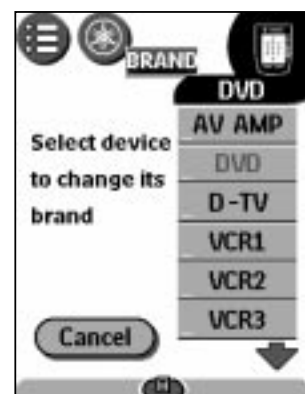 BRAND
DVD
Select device
to change its
brand
AV AMP
DVD
D-TV
VCR1
VCR2
VCR3
Cancel